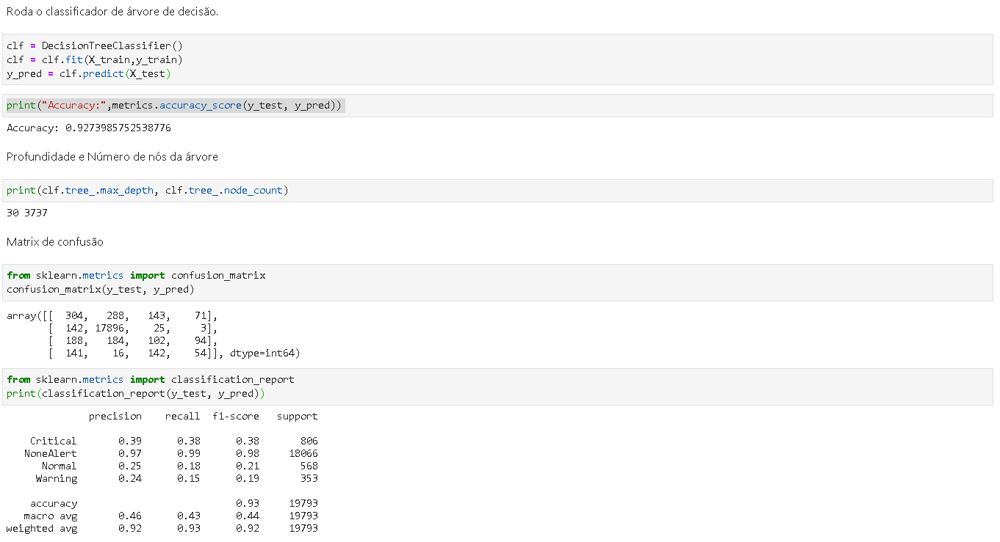 Roda o classificador de árvore de decisão.
clf = DecisionTreeClassifier()
clf = clf.fit(X_train,y_train)
y_pred = clf.predict(X_test)
print("Accuracy:",metrics.accuracy_score(y_test, y_pred))
Accuracy: 0.9273985752538776
Profundidade e Número de nós da árvore
print(clf.tree_.max_depth, clf.tree_.node_count)
30 3737
Matrix de confusão
from sklearn.metrics import confusion_matrix
confusion_matrix(y_test, y_pred)
array([[  304,   288,   143,    71],
       [  142, 17896,    25,     3],
       [  188,   184,   102,    94],
       [  141,    16,   142,    54]], dtype=int64)
from sklearn.metrics import classification_report
print(classification_report(y_test, y_pred))
              precision    recall  f1-score   support
    Critical       0.39      0.38      0.38       806
   NoneAlert       0.97      0.99      0.98     18066
      Normal       0.25      0.18      0.21       568
     Warning       0.24      0.15      0.19       353
    accuracy                           0.93     19793
   macro avg       0.46      0.43      0.44     19793
weighted avg       0.92      0.93      0.92     19793